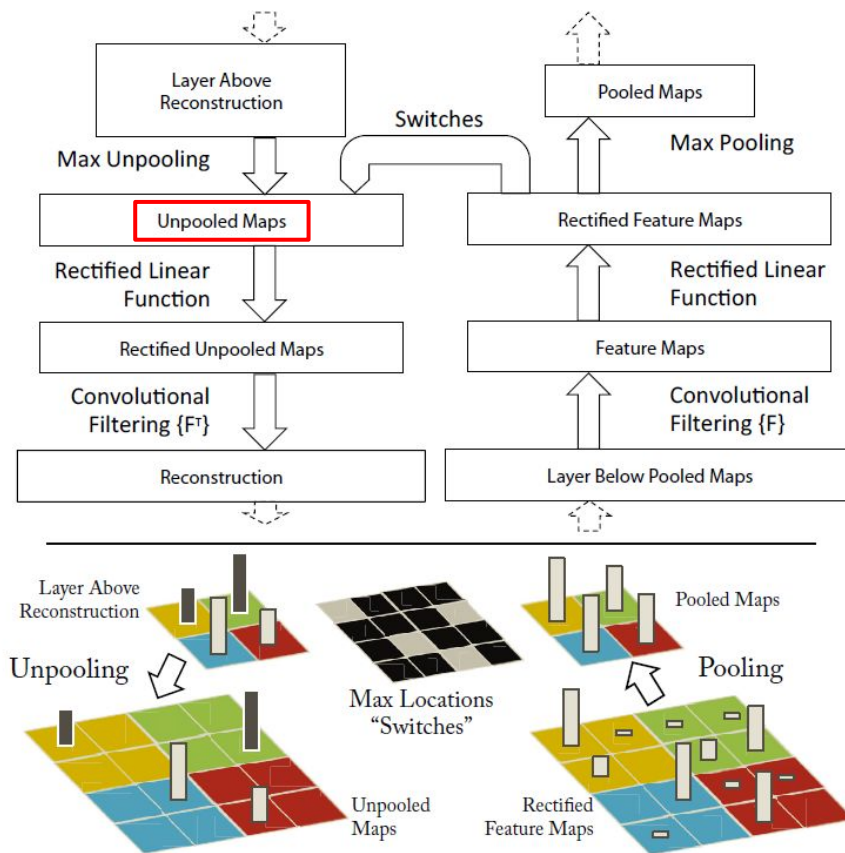 Layer Above
Reconstruction
Pooled Maps
Switches
Max Unpooling
Max Pooling
Unpooled Maps
Rectified Feature Maps
Rectified Linear
Function
Rectified Linear
Function
Rectified Unpooled Maps
Feature Maps
Convolutional
Filtering {Fᵀ}
Convolutional
Filtering {F}
Reconstruction
Layer Below Pooled Maps
Layer Above
Reconstruction
Pooled Maps
Unpooling
Pooling
Max Locations
“Switches”
Unpooled
Maps
Rectified
Feature Maps